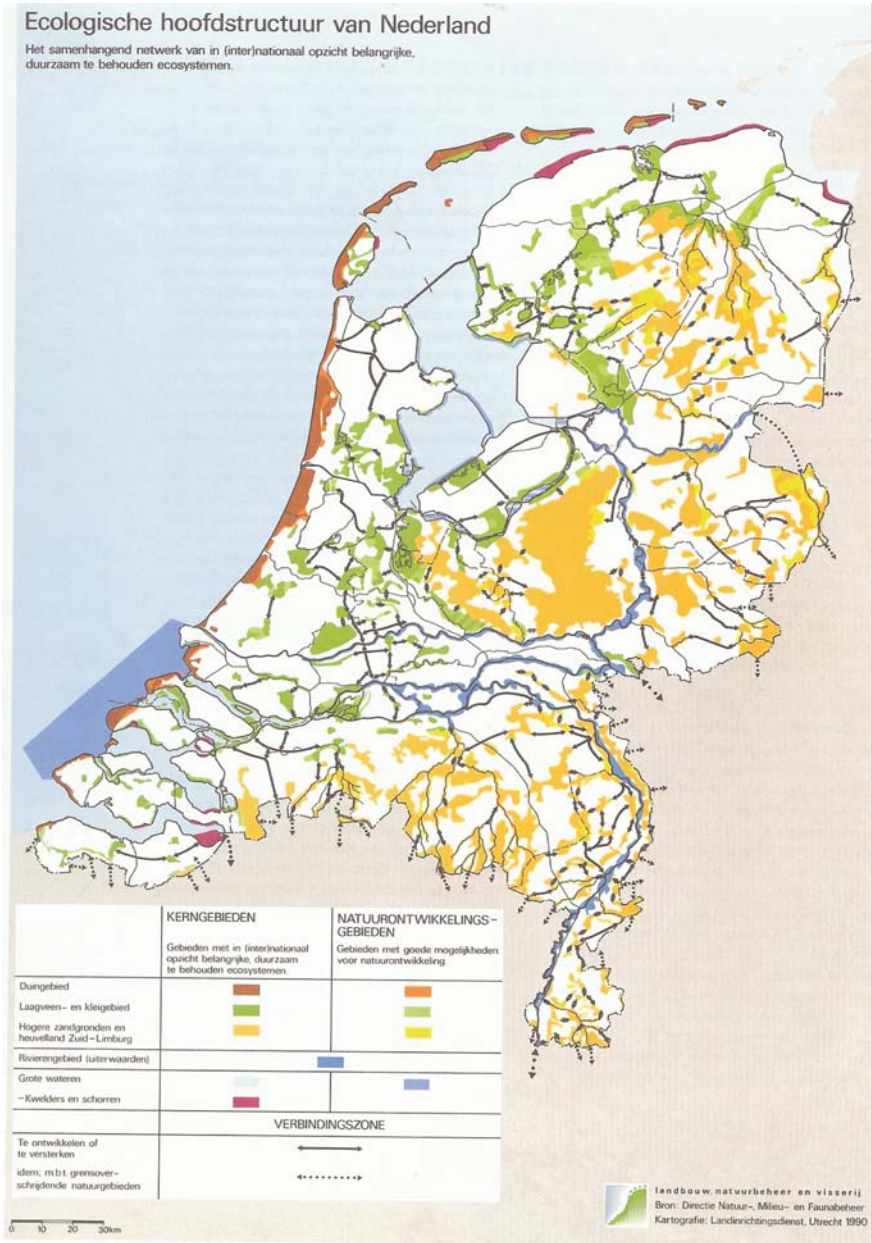 Ecologische hoofdstructuur van Nederland
Het samenhangend netwerk van in (inter)nationaal opzicht belangrijke,
duurzaam te behouden ecosystemen.
KERNGEBIEDEN
Gebieden met in (inter)nationaal
opzicht belangrijke, duurzaam
te behouden ecosystemen.
NATUURONTWIKKELINGS-
GEBIEDEN
Gebieden met goede mogelijkheden
voor natuurontwikkeling.
Duingebied
Laagveen- en kleigebied
Hogere zandgronden en
heuvelland Zuid-Limburg
Rivierengebied (uiterwaarden)
Grote wateren
-Kwelders en schorren
VERBINDINGSZONE
Te ontwikkelen of
te versterken
idem; m.b.t. grensover-
schrijdende natuurgebieden
0 10 20 30km
landbouw, natuurbeheer en visserij
Bron: Directie Natuur-, Milieu- en Faunabeheer
Kartografie: Landinrichtingsdienst, Utrecht 1990